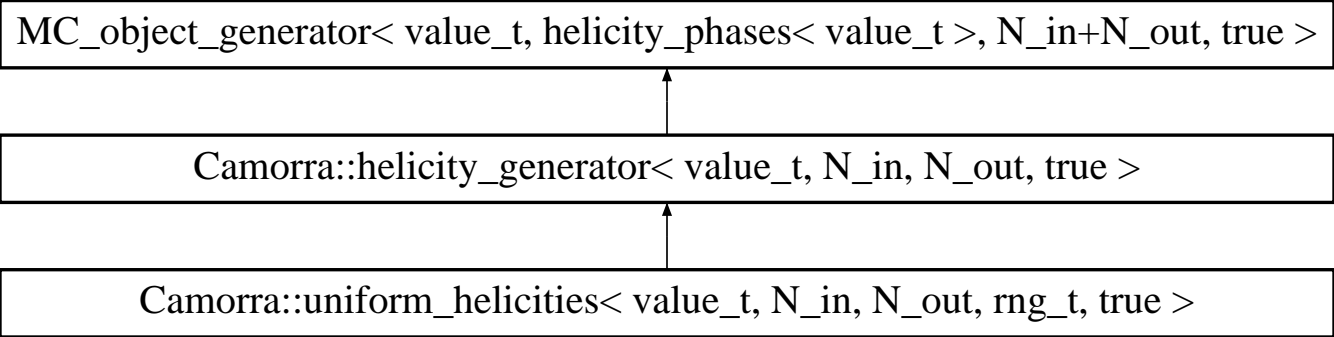 MC_object_generator< value_t, helicity_phases< value_t >, N_in+N_out, true >
Camorra::helicity_generator< value_t, N_in, N_out, true >
Camorra::uniform_helicities< value_t, N_in, N_out, rng_t, true >